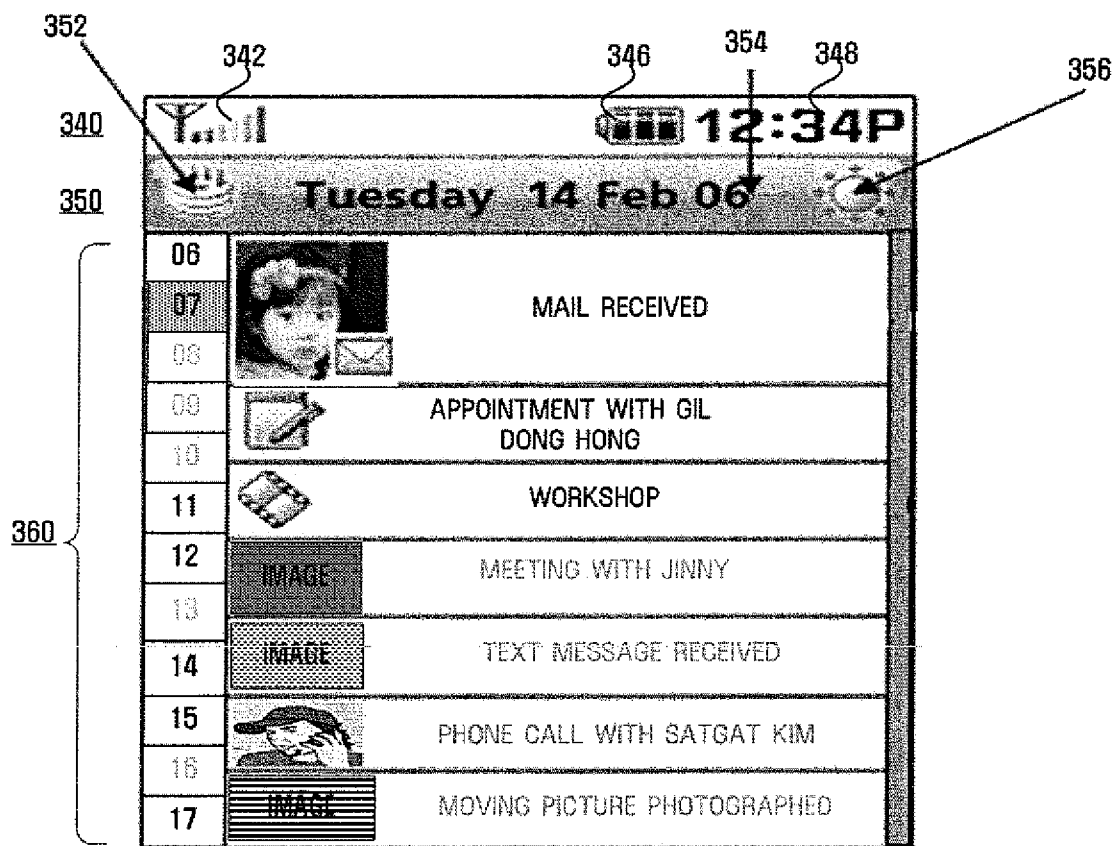 352
342
346
354
348
356
340
12:34P
350
Tuesday 14 Feb 06
06
MAIL RECEIVED
07
08
09
APPOINTMENT WITH GIL
DONG HONG
10
11
WORKSHOP
360
12
IMAGE
MEETING WITH JINNY
13
14
IMAGE
TEXT MESSAGE RECEIVED
15
PHONE CALL WITH SATGAT KIM
16
17
IMAGE
MOVING PICTURE PHOTOGRAPHED